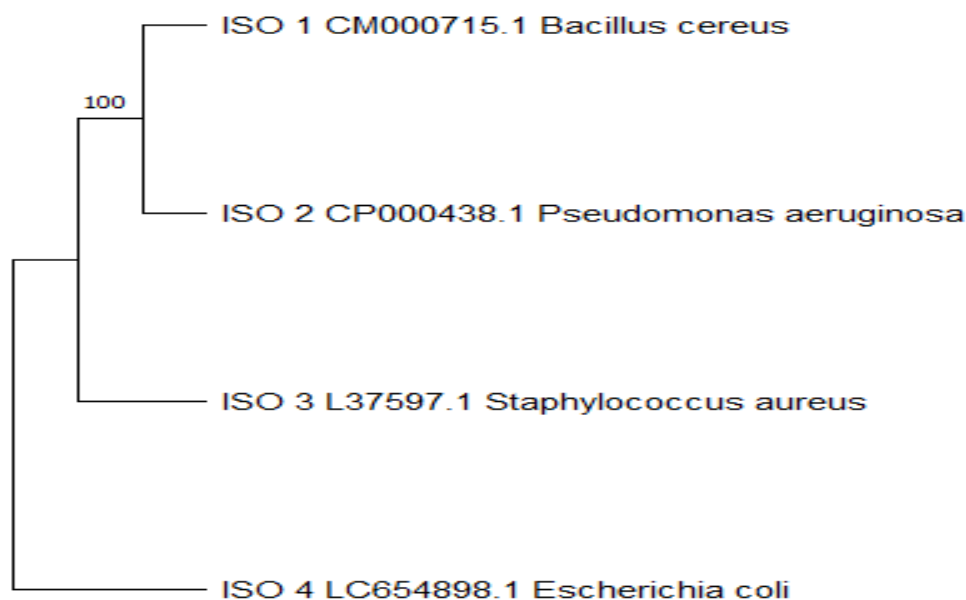 ISO 1 CM000715.1 Bacillus cereus
100
ISO 2 CP000438.1 Pseudomonas aeruginosa
ISO 3 L37597.1 Staphylococcus aureus
ISO 4 LC654898.1 Escherichia coli